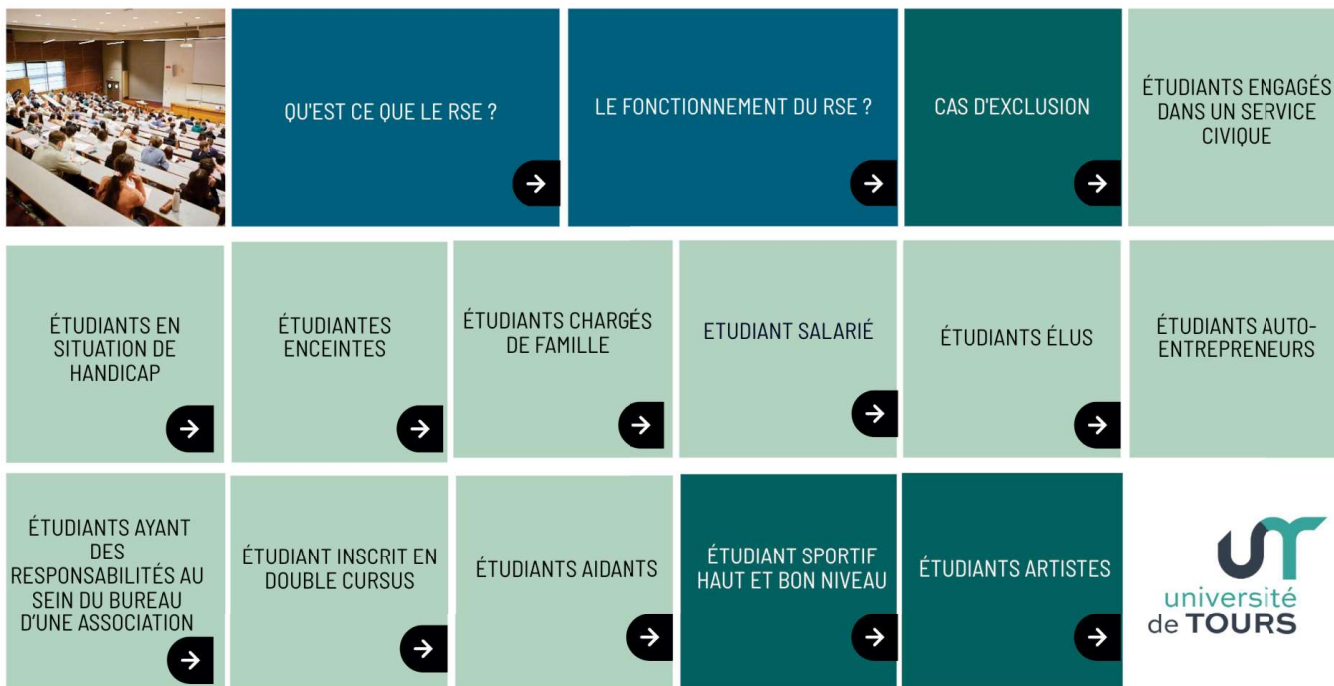 QU'EST CE QUE LE RSE ?
LE FONCTIONNEMENT DU RSE ?
CAS D'EXCLUSION
ÉTUDIANTS ENGAGÉS
DANS UN SERVICE
CIVIQUE
ÉTUDIANTS EN
SITUATION DE
HANDICAP
ÉTUDIANTES
ENCEINTES
ÉTUDIANTS CHARGÉS
DE FAMILLE
ETUDIANT SALARIÉ
ÉTUDIANTS ÉLUS
ÉTUDIANTS AUTO-
ENTREPRENEURS
ÉTUDIANTS AYANT
DES
RESPONSABILITÉS AU
SEIN DU BUREAU
D'UNE ASSOCIATION
ÉTUDIANT INSCRIT EN
DOUBLE CURSUS
ÉTUDIANTS AIDANTS
ÉTUDIANT SPORTIF
HAUT ET BON NIVEAU
ÉTUDIANTS ARTISTES
université
de TOURS